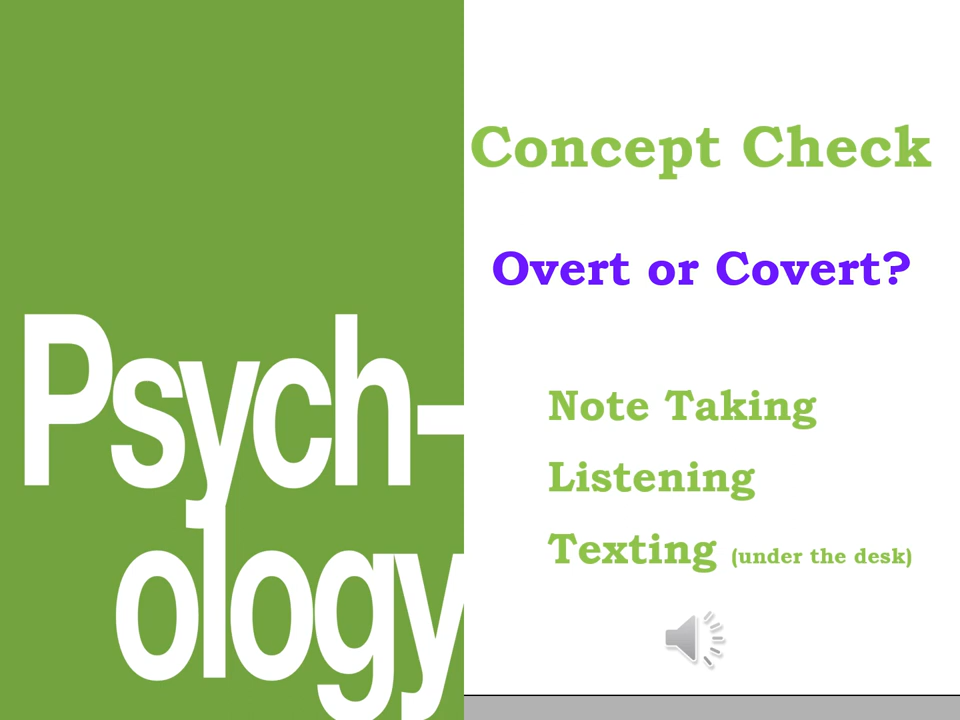 Psych-
ology
Concept Check
Overt or Covert?
Note Taking
Listening
Texting (under the desk)